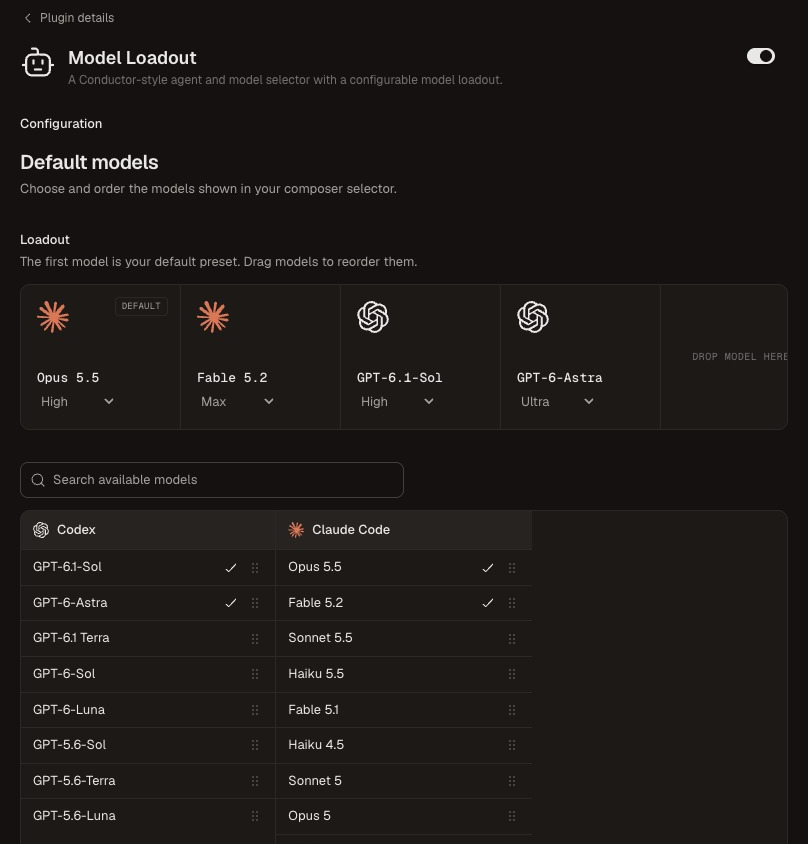 Plugin details
Model Loadout
A Conductor-style agent and model selector with a configurable model loadout.
Configuration
Default models
Choose and order the models shown in your composer selector.
Loadout
The first model is your default preset. Drag models to reorder them.
DEFAULT
DROP MODEL HERE
Opus 5.5 Fable 5.2 GPT-6.1-Sol GPT-6-Astra
High Max High Ultra
Search available models
Codex Claude Code
GPT-6.1-Sol Opus 5.5
GPT-6-Astra Fable 5.2
GPT-6.1 Terra Sonnet 5.5
GPT-6-Sol Haiku 5.5
GPT-6-Luna Fable 5.1
GPT-5.6-Sol Haiku 4.5
GPT-5.6-Terra Sonnet 5
GPT-5.6-Luna Opus 5